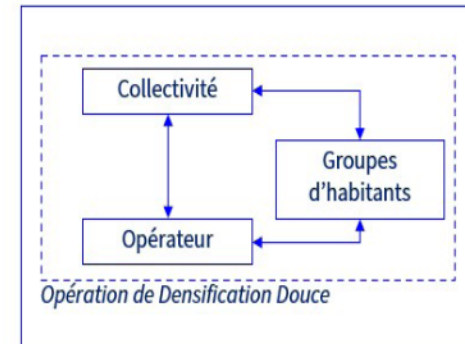 Collectivité
Groupes
d’habitants
Opérateur
Opération de Densification Douce